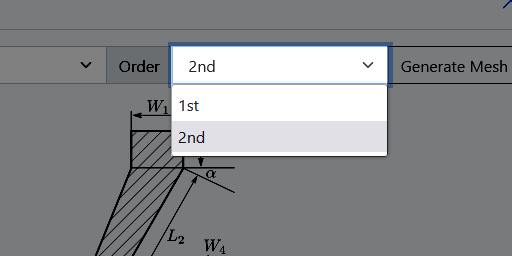 Order 2nd Generate Mesh
1st
2nd
W₁
α
L₂
W₄